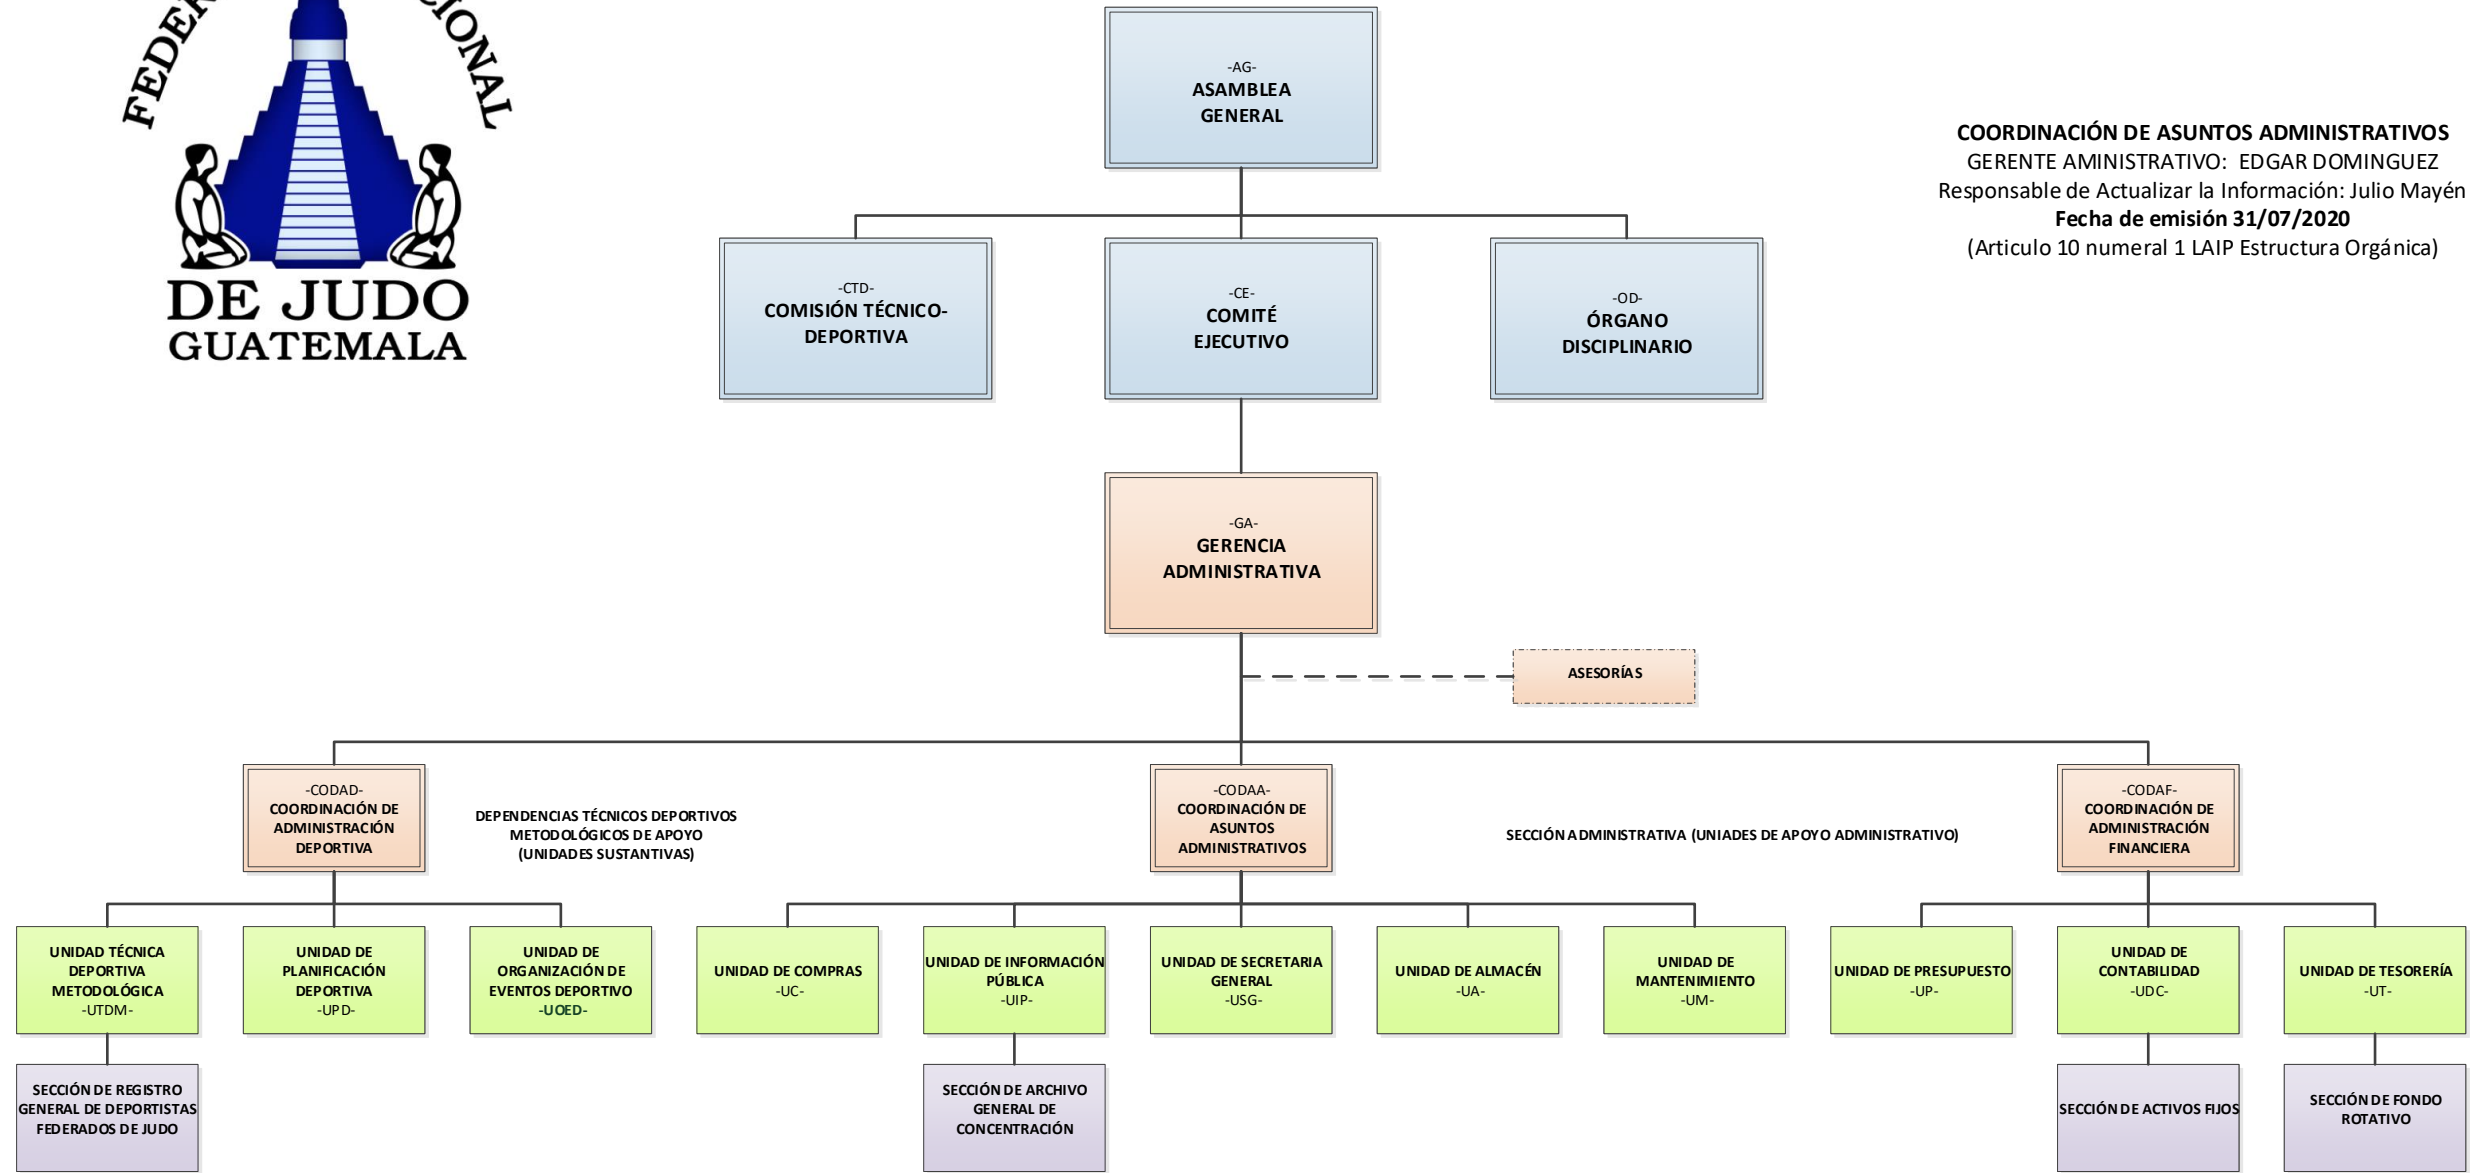 DE JUDO
GUATEMALA
-AG-
ASAMBLEA
GENERAL
COORDINACIÓN DE ASUNTOS ADMINISTRATIVOS
GERENTE AMINISTRATIVO: EDGAR DOMINGUEZ
Responsable de Actualizar la Información: Julio Mayén
Fecha de emisión 31/07/2020
(Articulo 10 numeral 1 LAIP Estructura Orgánica)
-CTD-
COMISIÓN TÉCNICO-
DEPORTIVA
-CE-
COMITÉ
EJECUTIVO
-OD-
ÓRGANO
DISCIPLINARIO
-GA-
GERENCIA
ADMINISTRATIVA
ASESORÍAS
-CODAD-
COORDINACIÓN DE
ADMINISTRACIÓN
DEPORTIVA
DEPENDENCIAS TÉCNICOS DEPORTIVOS
METODOLÓGICOS DE APOYO
(UNIDADES SUSTANTIVAS)
-CODAA-
COORDINACIÓN DE
ASUNTOS
ADMINISTRATIVOS
SECCIÓN ADMINISTRATIVA (UNIADES DE APOYO ADMINISTRATIVO)
-CODAF-
COORDINACIÓN DE
ADMINISTRACIÓN
FINANCIERA
UNIDAD TÉCNICA
DEPORTIVA
METODOLÓGICA
-UTDM-
UNIDAD DE
PLANIFICACIÓN
DEPORTIVA
-UPD-
UNIDAD DE
ORGANIZACIÓN DE
EVENTOS DEPORTIVO
-UOED-
UNIDAD DE COMPRAS
-UC-
UNIDAD DE INFORMACIÓN
PÚBLICA
-UIP-
UNIDAD DE SECRETARIA
GENERAL
-USG-
UNIDAD DE ALMACÉN
-UA-
UNIDAD DE
MANTENIMIENTO
-UM-
UNIDAD DE PRESUPUESTO
-UP-
UNIDAD DE
CONTABILIDAD
-UDC-
UNIDAD DE TESORERÍA
-UT-
SECCIÓN DE REGISTRO
GENERAL DE DEPORTISTAS
FEDERADOS DE JUDO
SECCIÓN DE ARCHIVO
GENERAL DE
CONCENTRACIÓN
SECCIÓN DE ACTIVOS FIJOS
SECCIÓN DE FONDO
ROTATIVO